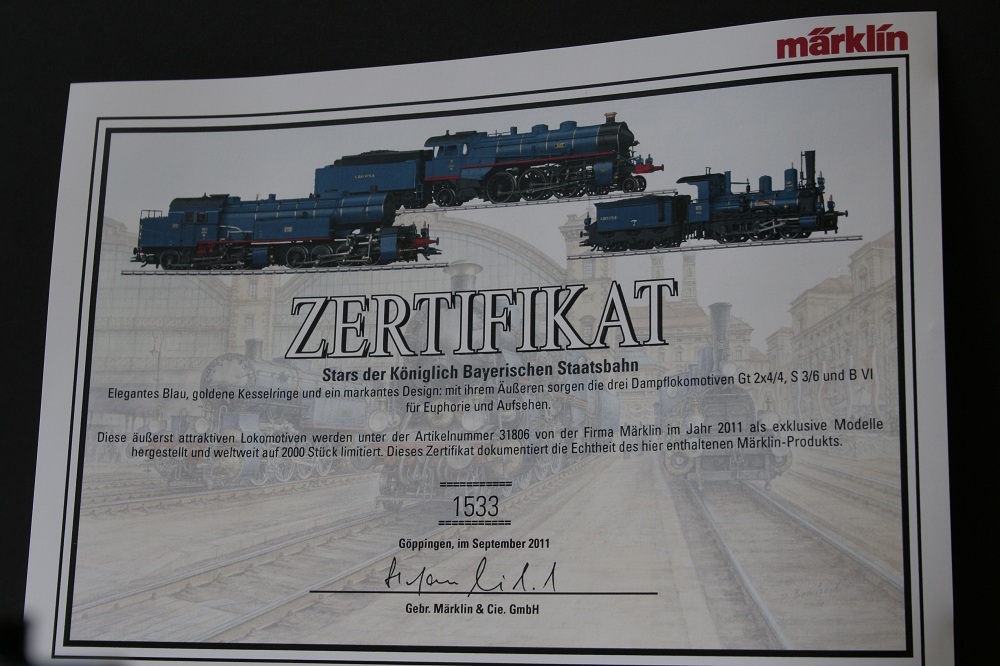 märklin
ZERTIFIKAT
Stars der Königlich Bayerischen Staatsbahn
Elegantes Blau, goldene Kesselringe und ein markantes Design: mit ihrem Äußeren sorgen die drei Dampflokomotiven Gt 2x4/4, S 3/6 und B VI
für Euphorie und Aufsehen.
Diese äußerst attraktiven Lokomotiven werden unter der Artikelnummer 31806 von der Firma Märklin im Jahr 2011 als exklusive Modelle
hergestellt und weltweit auf 2000 Stück limitiert. Dieses Zertifikat dokumentiert die Echtheit des hier enthaltenen Märklin-Produkts.
==========
1533
==========
Göppingen, im September 2011
Gebr. Märklin & Cie. GmbH